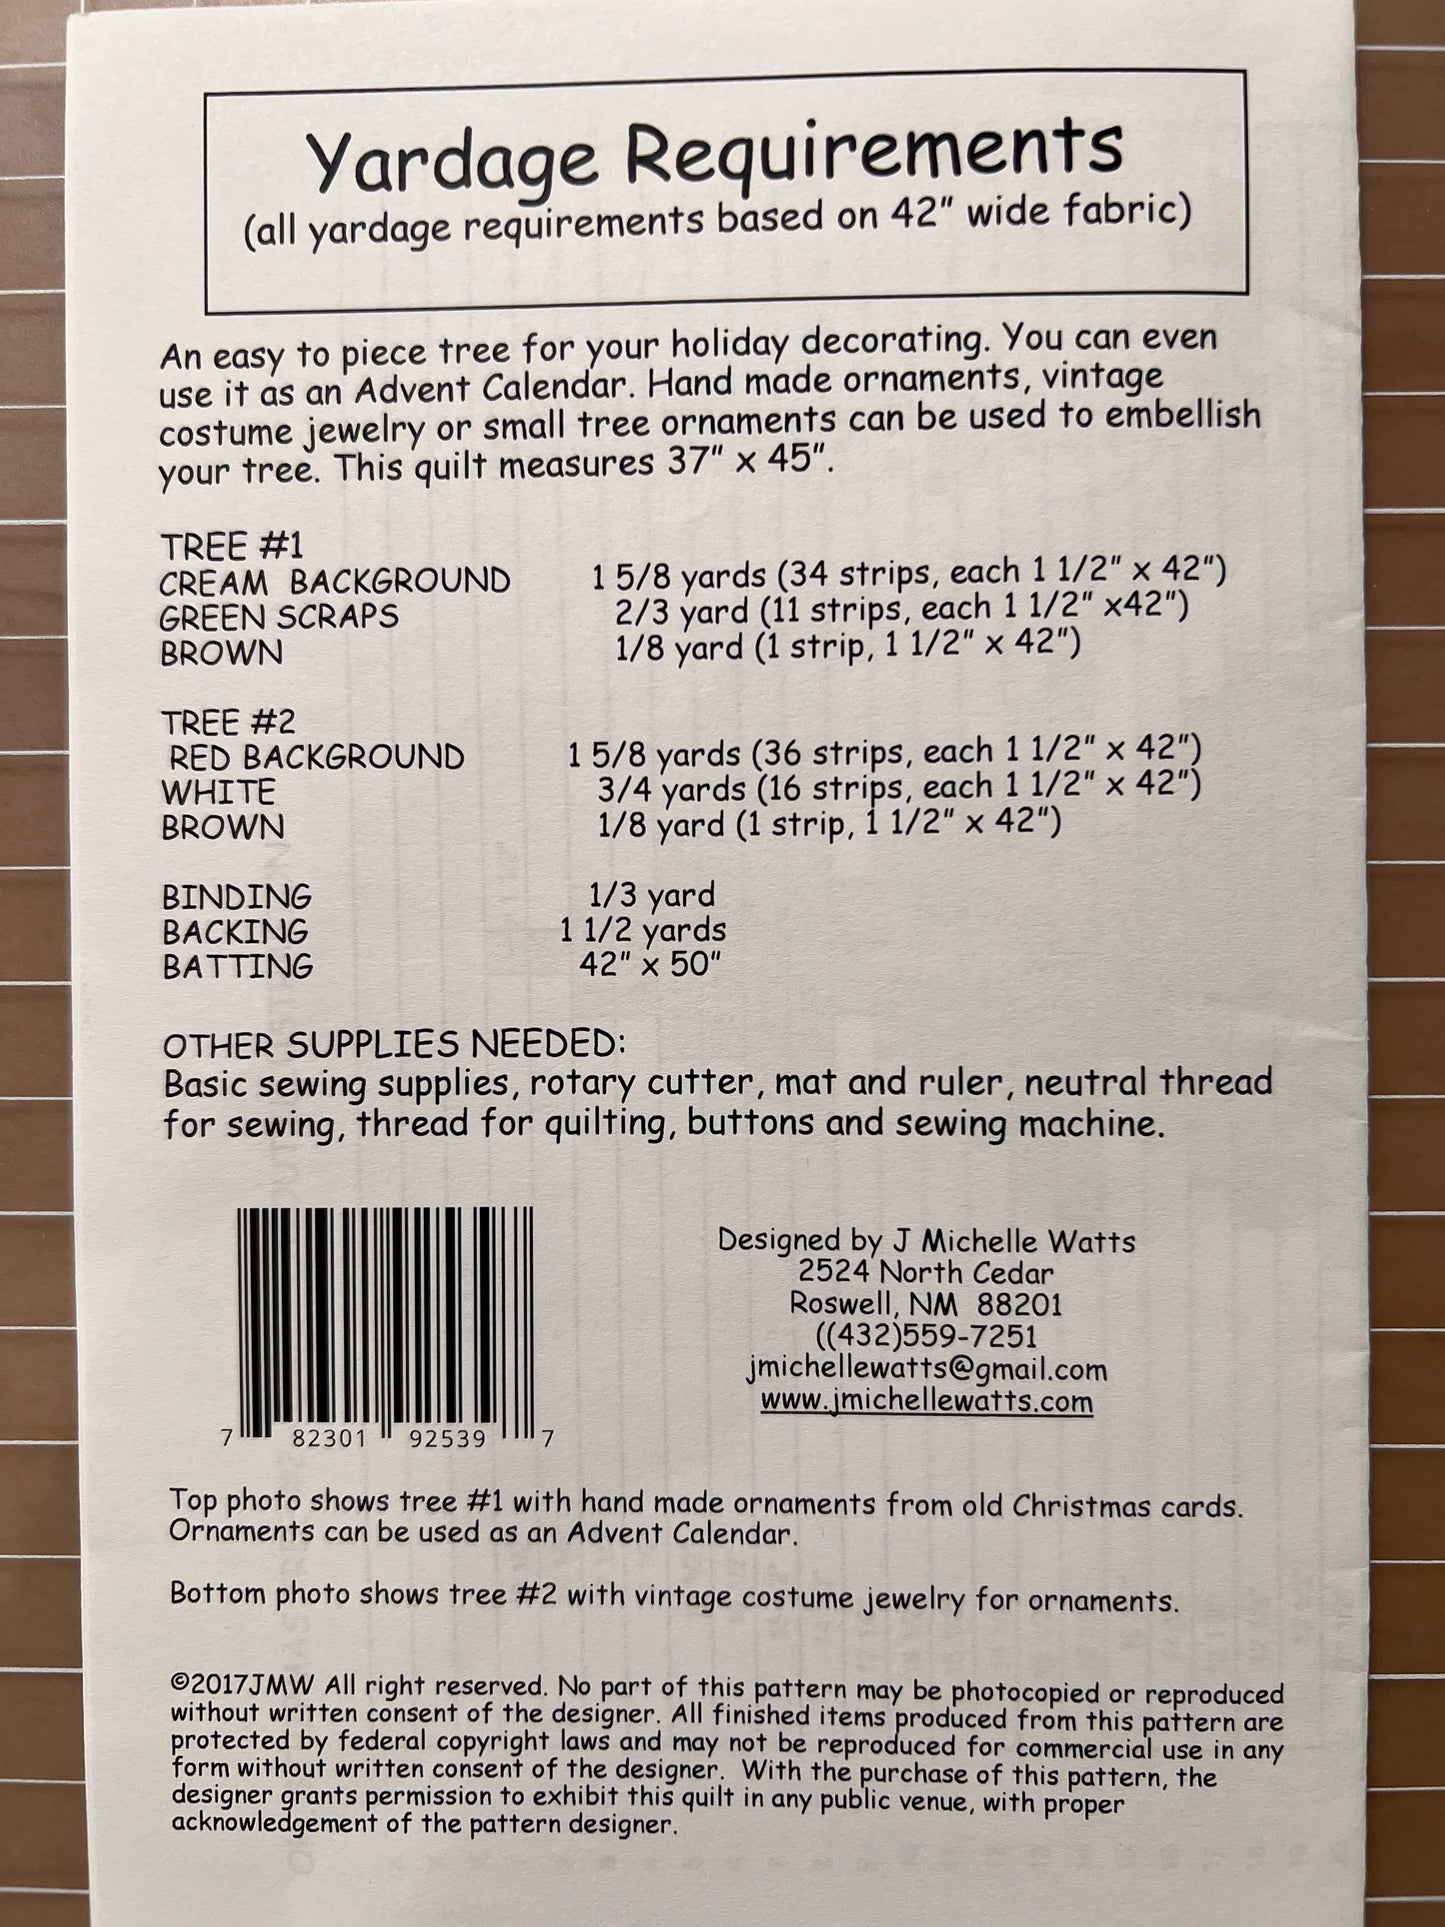 Yardage Requirements
(all yardage requirements based on 42" wide fabric)
An easy to piece tree for your holiday decorating. You can even
use it as an Advent Calendar. Hand made ornaments, vintage
costume jewelry or small tree ornaments can be used to embellish
your tree. This quilt measures 37" x 45".
TREE #1
CREAM BACKGROUND 1 5/8 yards (34 strips, each 1 1/2" x 42")
GREEN SCRAPS 2/3 yard (11 strips, each 1 1/2" x42")
BROWN 1/8 yard (1 strip, 1 1/2" x 42")
TREE #2
RED BACKGROUND 1 5/8 yards (36 strips, each 1 1/2" x 42")
WHITE 3/4 yards (16 strips, each 1 1/2" x 42")
BROWN 1/8 yard (1 strip, 1 1/2" x 42")
BINDING 1/3 yard
BACKING 1 1/2 yards
BATTING 42" x 50"
OTHER SUPPLIES NEEDED:
Basic sewing supplies, rotary cutter, mat and ruler, neutral thread
for sewing, thread for quilting, buttons and sewing machine.
Designed by J Michelle Watts
2524 North Cedar
Roswell, NM 88201
((432)559-7251
jmichellewatts@gmail.com
www.jmichellewatts.com
7 82301 92539 7
Top photo shows tree #1 with hand made ornaments from old Christmas cards.
Ornaments can be used as an Advent Calendar.
Bottom photo shows tree #2 with vintage costume jewelry for ornaments.
©2017JMW All right reserved. No part of this pattern may be photocopied or reproduced
without written consent of the designer. All finished items produced from this pattern are
protected by federal copyright laws and may not be reproduced for commercial use in any
form without written consent of the designer. With the purchase of this pattern, the
designer grants permission to exhibit this quilt in any public venue, with proper
acknowledgement of the pattern designer.